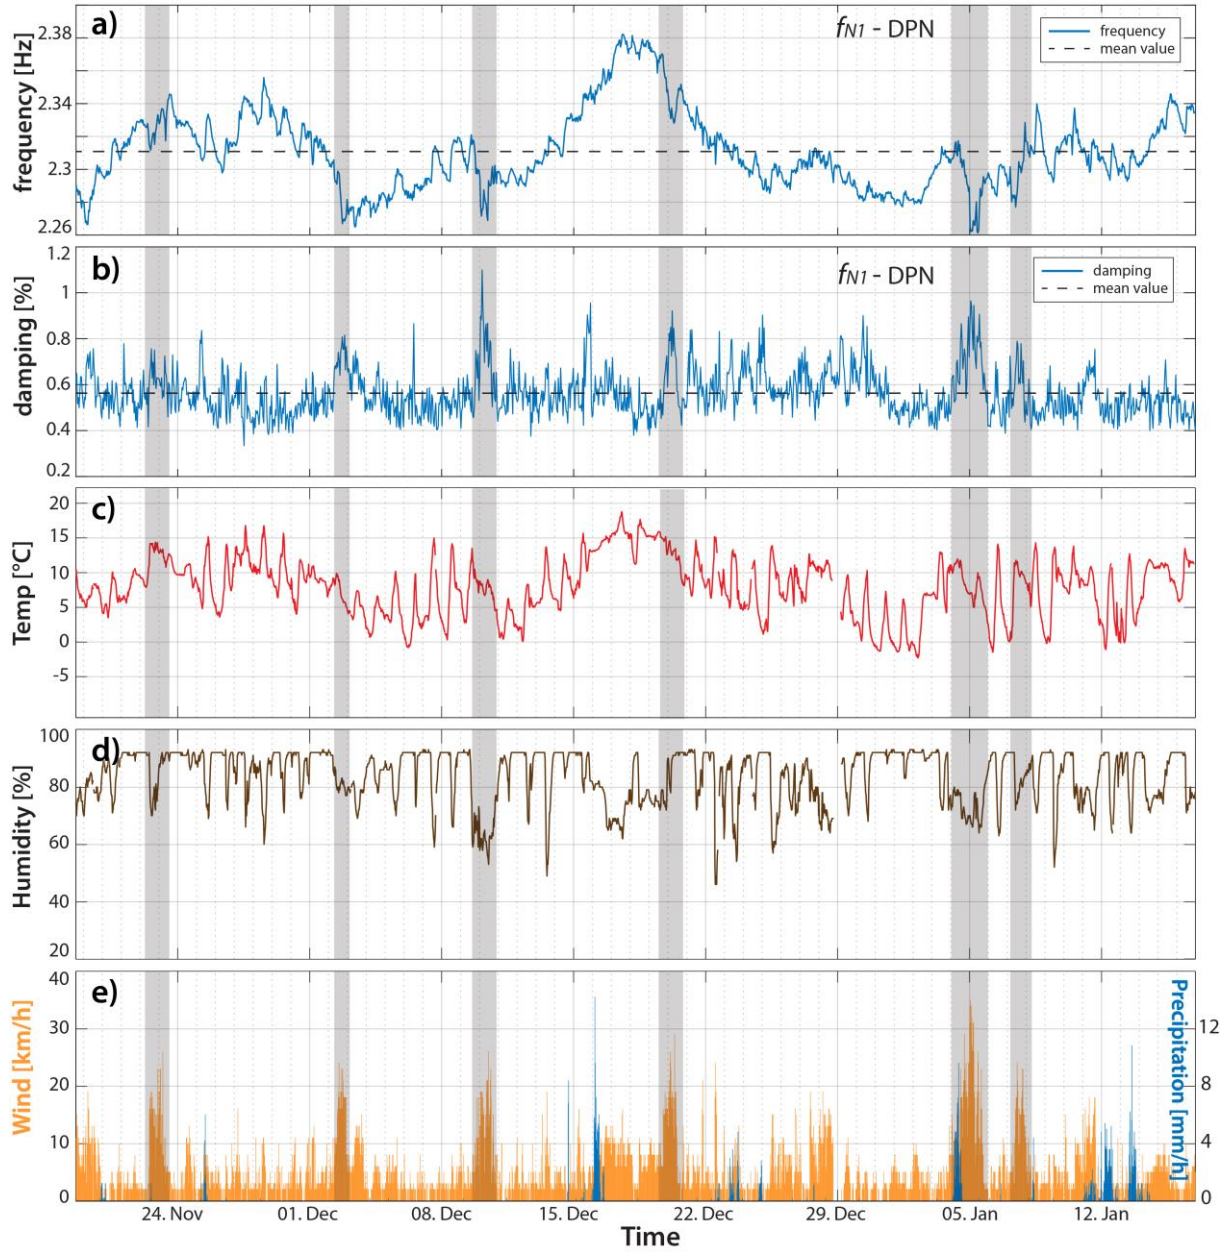 a)
fN1 - DPN
frequency
mean value
frequency [Hz]
2.38
2.34
2.3
2.26
b)
fN1 - DPN
damping
mean value
damping [%]
1.2
1
0.8
0.6
0.4
0.2
c)
Temp [°C]
20
15
10
5
0
-5
d)
Humidity [%]
100
80
60
40
20
e)
Wind [km/h]
40
30
20
10
0
Precipitation [mm/h]
12
8
4
0
24. Nov
01. Dec
08. Dec
15. Dec
22. Dec
29. Dec
05. Jan
12. Jan
Time